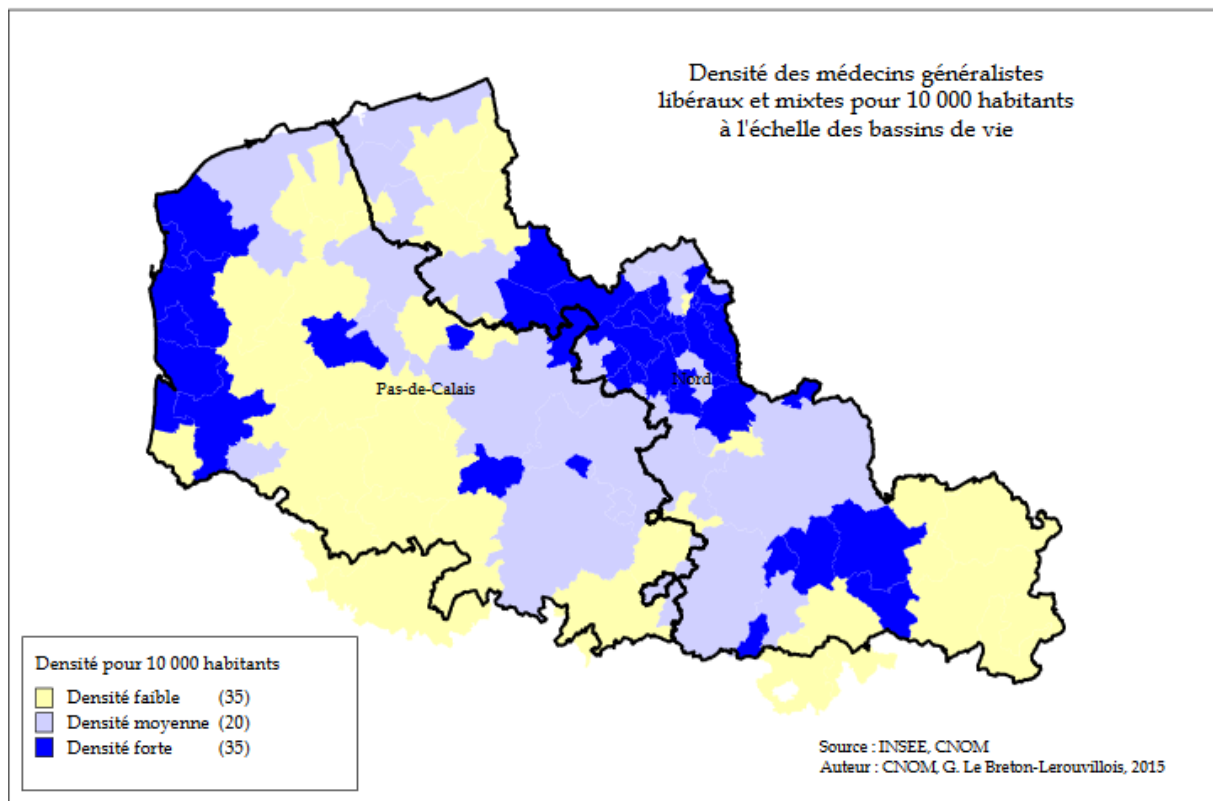 Densité des médecins généralistes
libéraux et mixtes pour 10 000 habitants
à l'échelle des bassins de vie
Nord
Pas-de-Calais
Densité pour 10 000 habitants
Densité faible (35)
Densité moyenne (20)
Densité forte (35)
Source : INSEE, CNOM
Auteur : CNOM, G. Le Breton-Lerouvillois, 2015